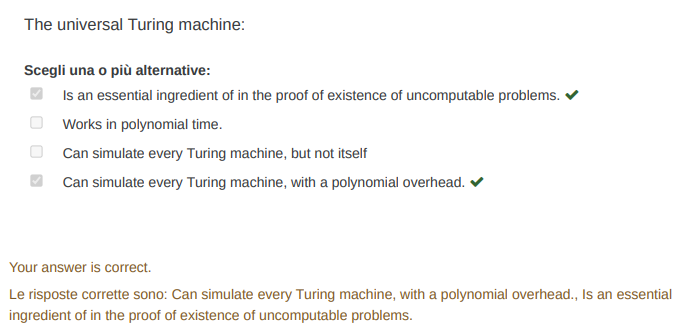 The universal Turing machine:
Scegli una o più alternative:
Is an essential ingredient of in the proof of existence of uncomputable problems.
Works in polynomial time.
Can simulate every Turing machine, but not itself
Can simulate every Turing machine, with a polynomial overhead.
Your answer is correct.
Le risposte corrette sono: Can simulate every Turing machine, with a polynomial overhead., Is an essential
ingredient of in the proof of existence of uncomputable problems.